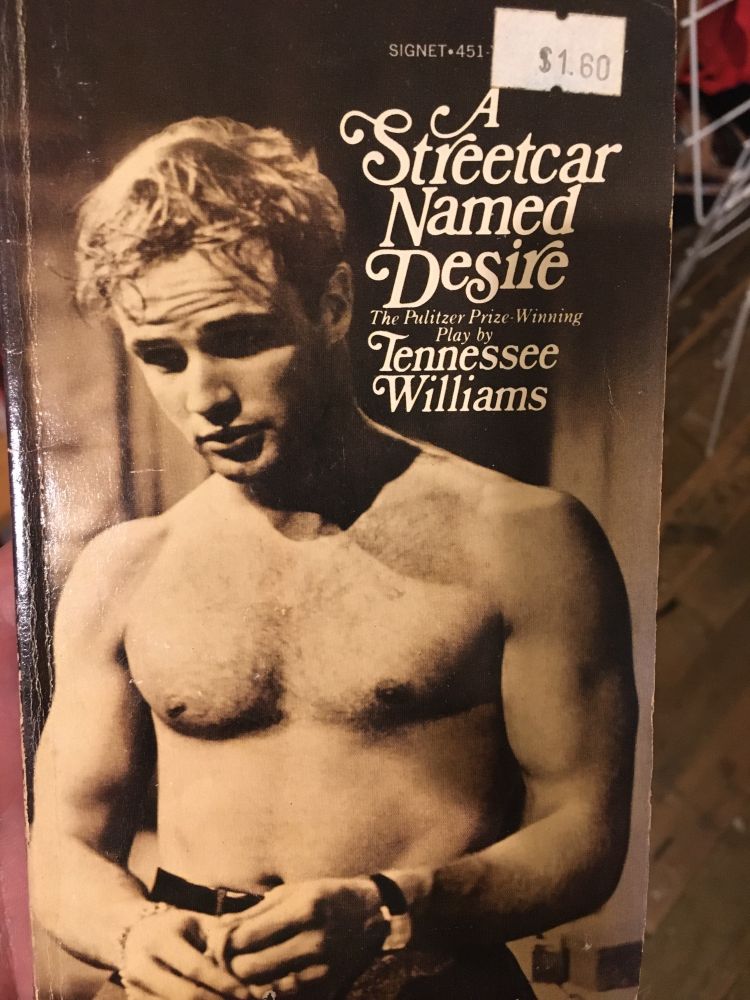 SIGNET•451-
$1.60
A
Streetcar
Named
Desire
The Pulitzer Prize-Winning
Play by
Tennessee
Williams